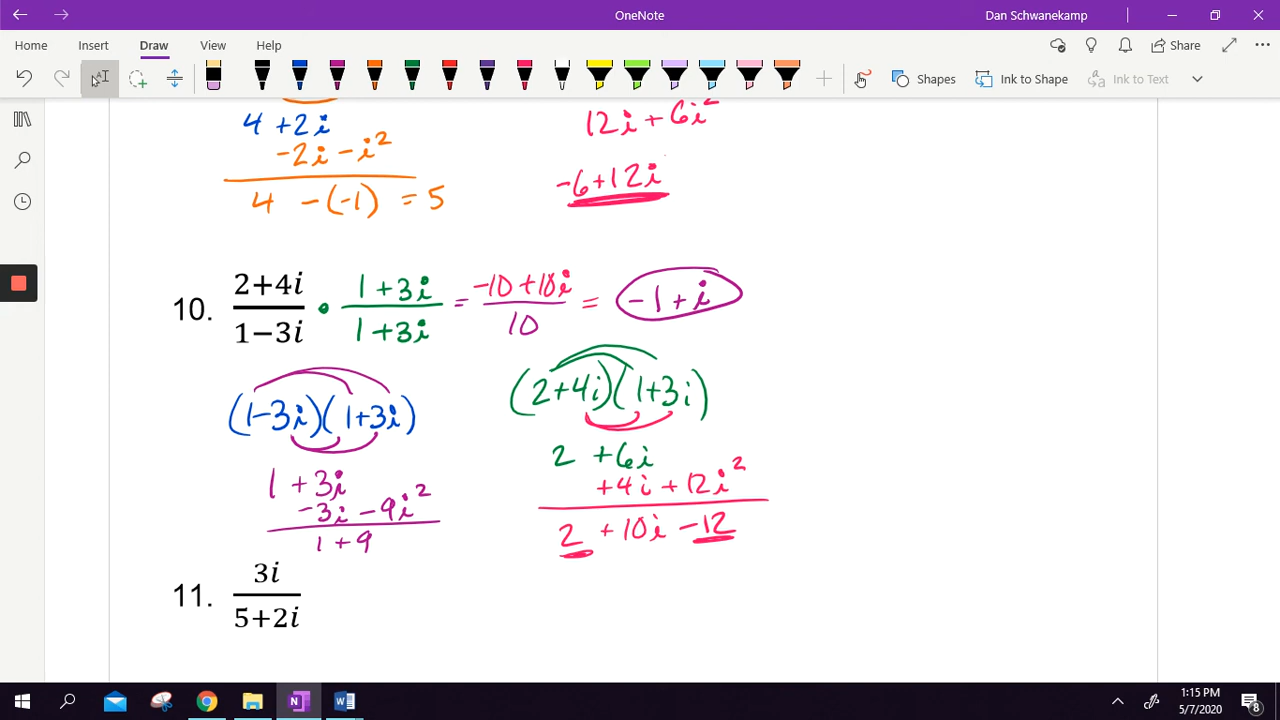 OneNote
Dan Schwanekamp
Home Insert Draw View Help
Share
Shapes
Ink to Shape
Ink to Text
4 +2i
-2i -i²
4 -(-1) = 5
12i + 6i²
-6+12i
10. 2+4i / 1−3i • 1+3i / 1+3i = -10+10i / 10 = -1+i
(1-3i)(1+3i)
1 +3i
-3i -9i²
1 +9
(2+4i)(1+3i)
2 +6i
+4i +12i²
2 +10i -12
11. 3i / 5+2i
1:15 PM
5/7/2020
8